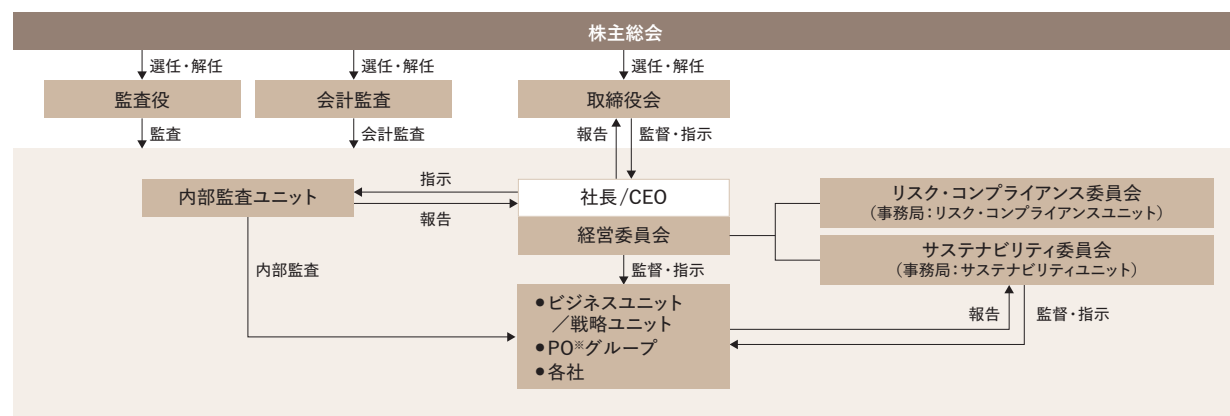 株主総会
選任・解任
選任・解任
選任・解任
監査役
会計監査
取締役会
監査
会計監査
報告
監督・指示
内部監査ユニット
指示
報告
社長/CEO
経営委員会
リスク・コンプライアンス委員会
(事務局:リスク・コンプライアンスユニット)
サステナビリティ委員会
(事務局:サステナビリティユニット)
内部監査
監督・指示
●ビジネスユニット
/戦略ユニット
●PO※グループ
●各社
報告
監督・指示